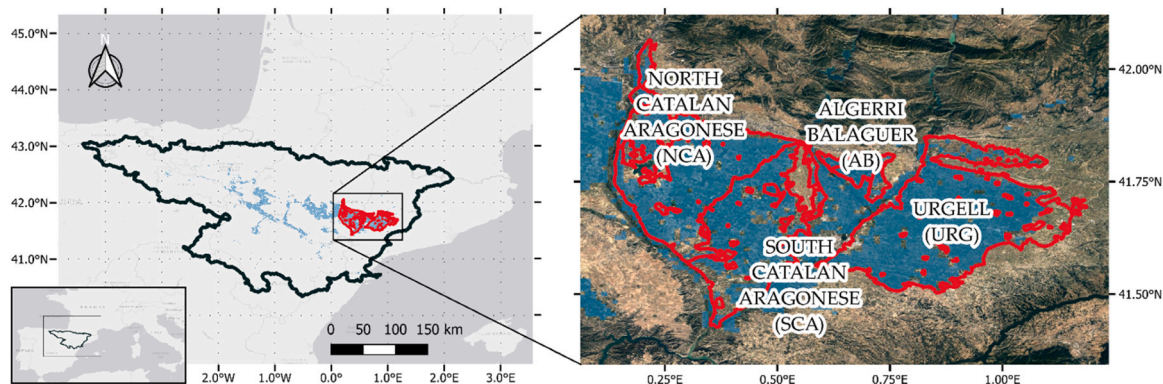 45.0°N
44.0°N
43.0°N
42.0°N
41.0°N
N
0 50 100 150 km
2.0°W 1.0°W 0.0° 1.0°E 2.0°E 3.0°E
NORTH
CATALAN
ARAGONESE
(NCA)
ALGERRI
BALAGUER
(AB)
URGELL
(URG)
SOUTH
CATALAN
ARAGONESE
(SCA)
42.00°N
41.75°N
41.50°N
0.25°E 0.50°E 0.75°E 1.00°E